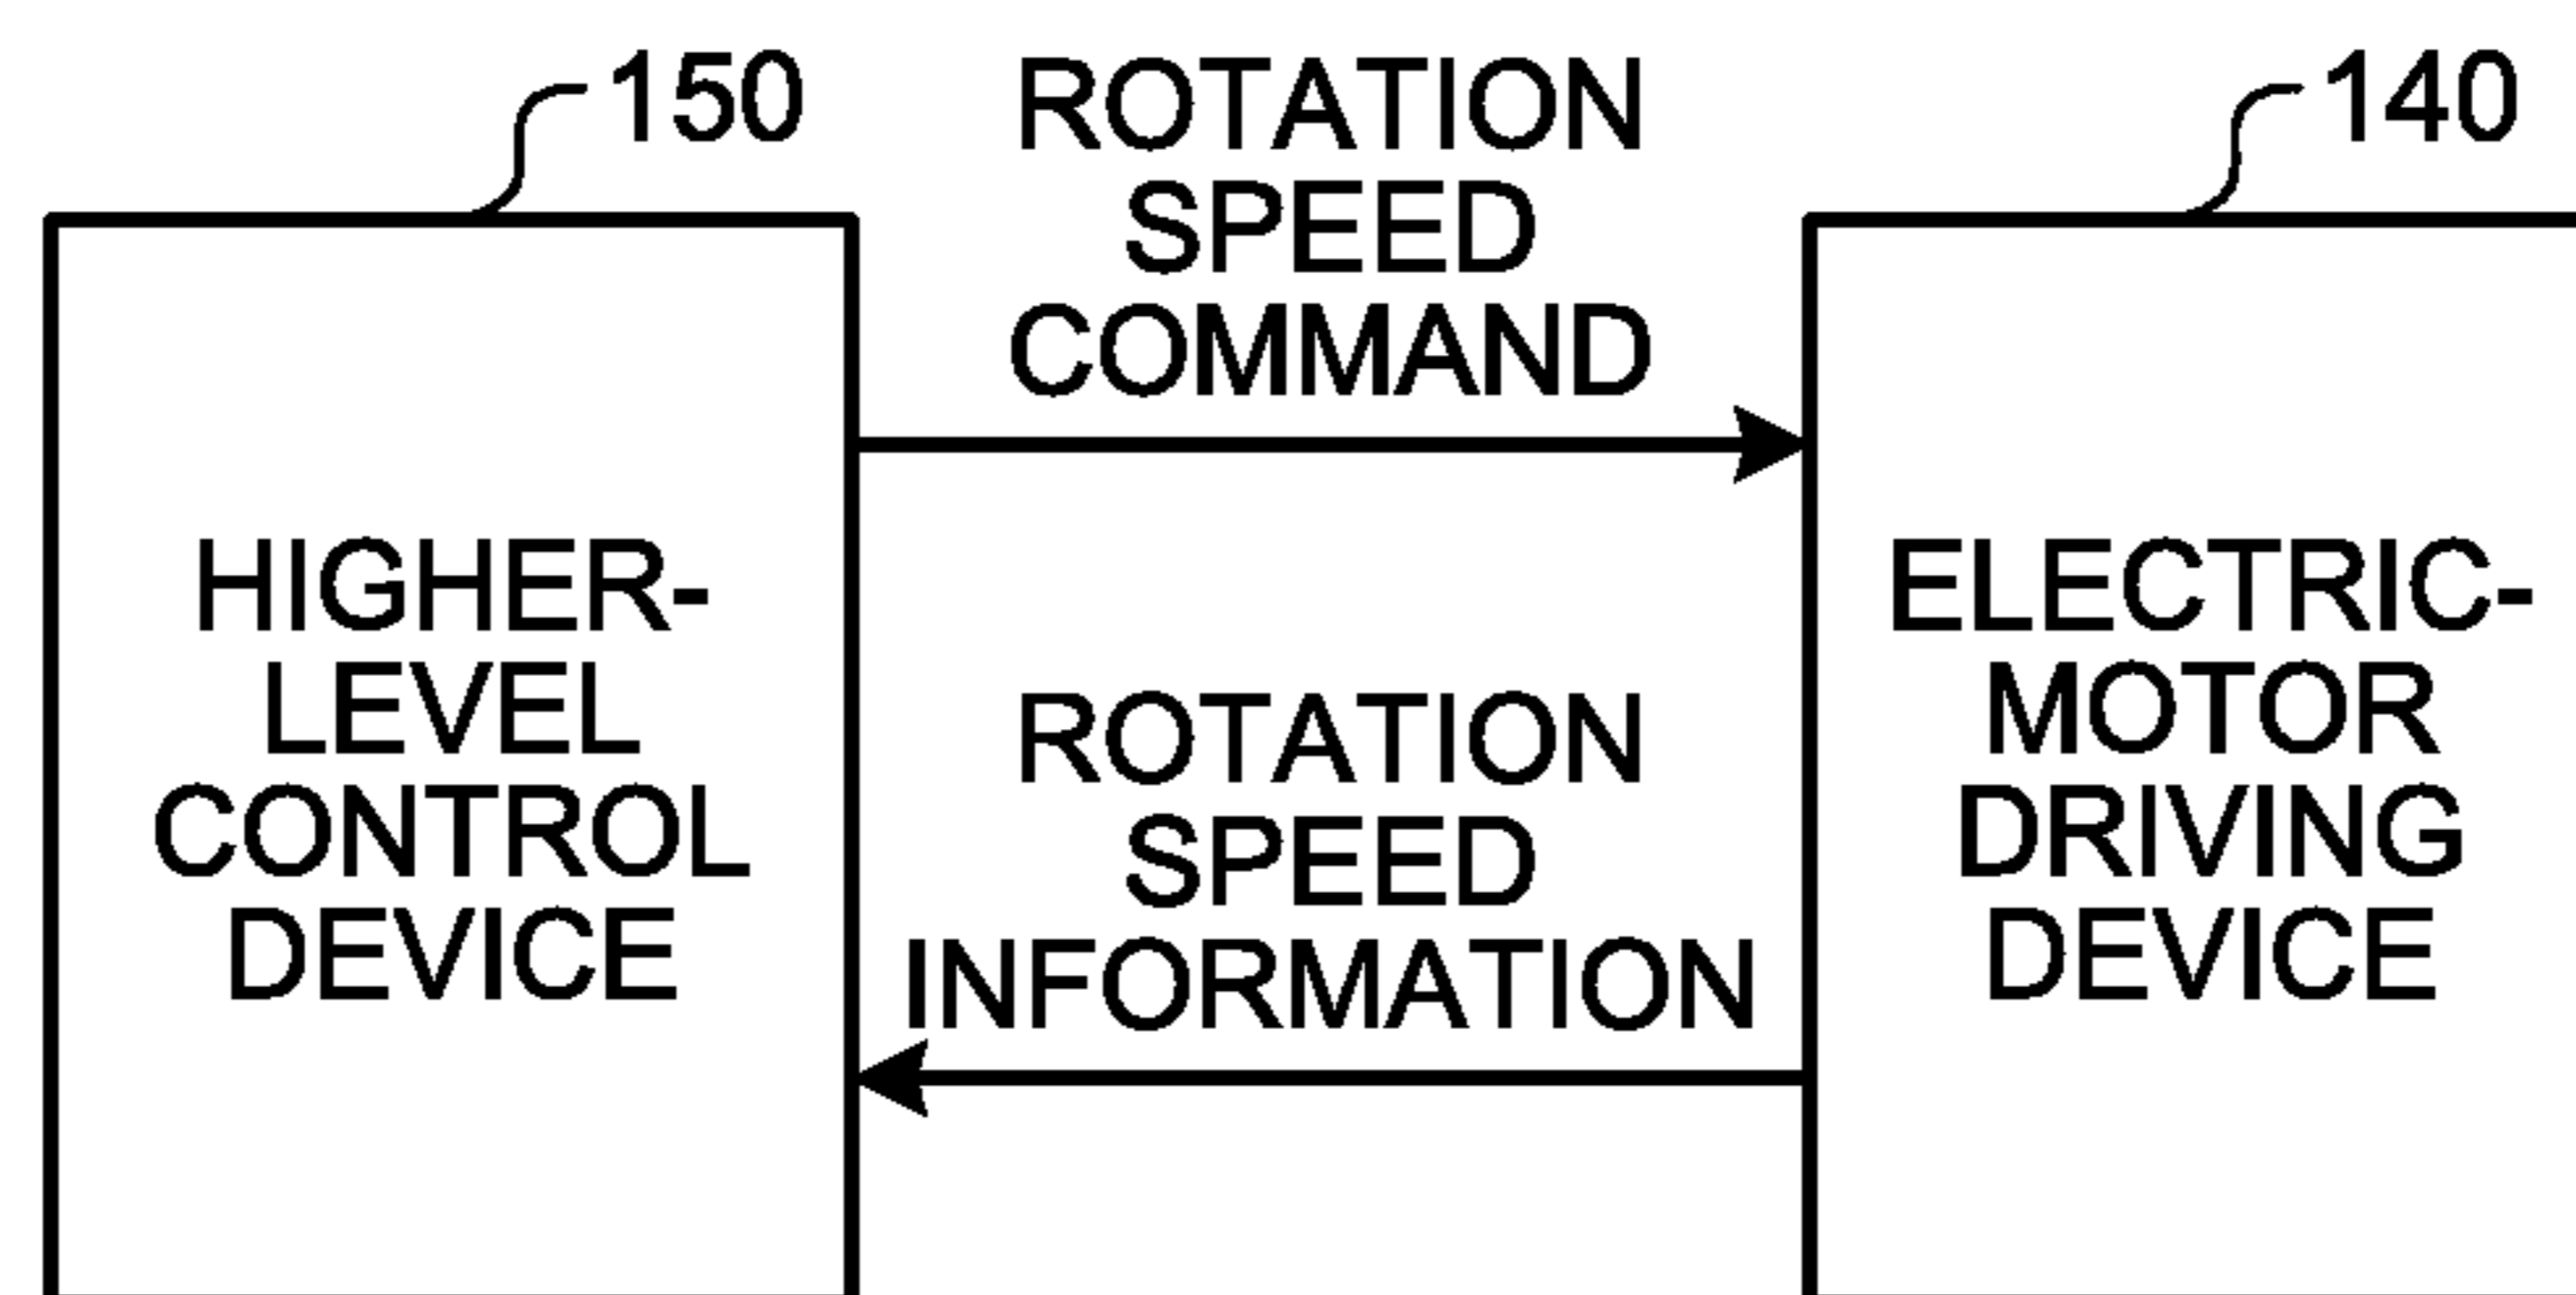 150
ROTATION
SPEED
COMMAND
140
HIGHER-
LEVEL
CONTROL
DEVICE
ROTATION
SPEED
INFORMATION
ELECTRIC-
MOTOR
DRIVING
DEVICE